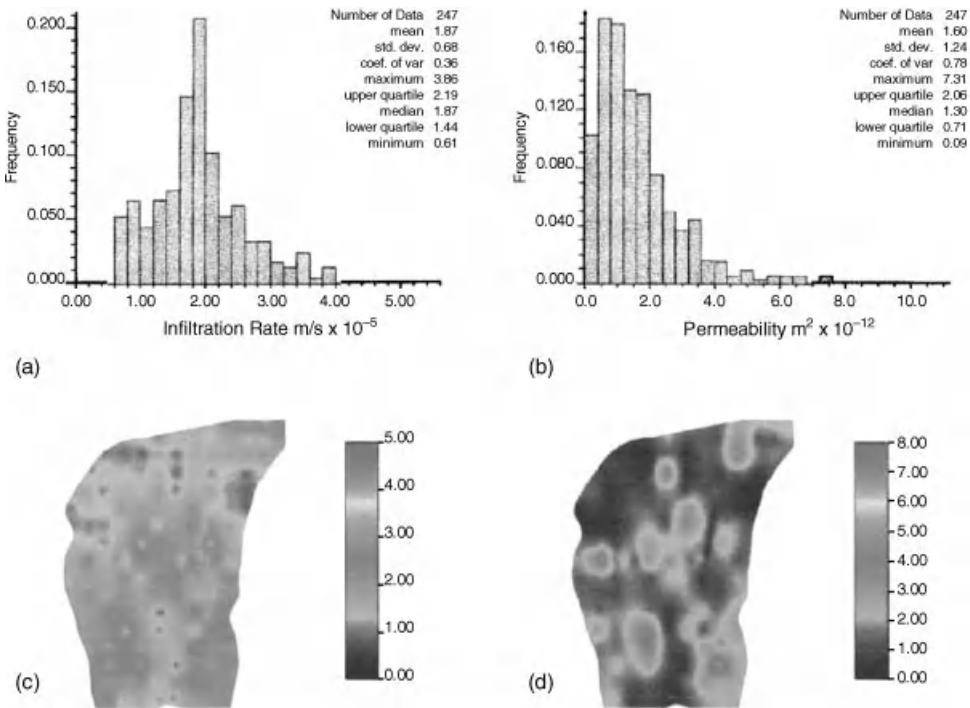 Number of Data 247
mean 1.87
std. dev. 0.68
coef. of var 0.36
maximum 3.86
upper quartile 2.19
median 1.87
lower quartile 1.44
minimum 0.61
0.200
0.150
0.100
0.050
0.000
Frequency
0.00 1.00 2.00 3.00 5.00
Infiltration Rate m/s x 10⁻⁵
(a)
Number of Data 247
mean 1.60
std. dev. 1.24
coef. of var 0.78
maximum 7.31
upper quartile 2.06
median 1.30
lower quartile 0.71
minimum 0.09
0.160
0.120
0.080
0.040
0.000
Frequency
0.0 2.0 4.0 6.0 8.0 10.0
Permeability m² x 10⁻¹²
(b)
5.00
4.00
3.00
2.00
1.00
0.00
(c)
8.00
7.00
6.00
5.00
4.00
3.00
2.00
1.00
0.00
(d)